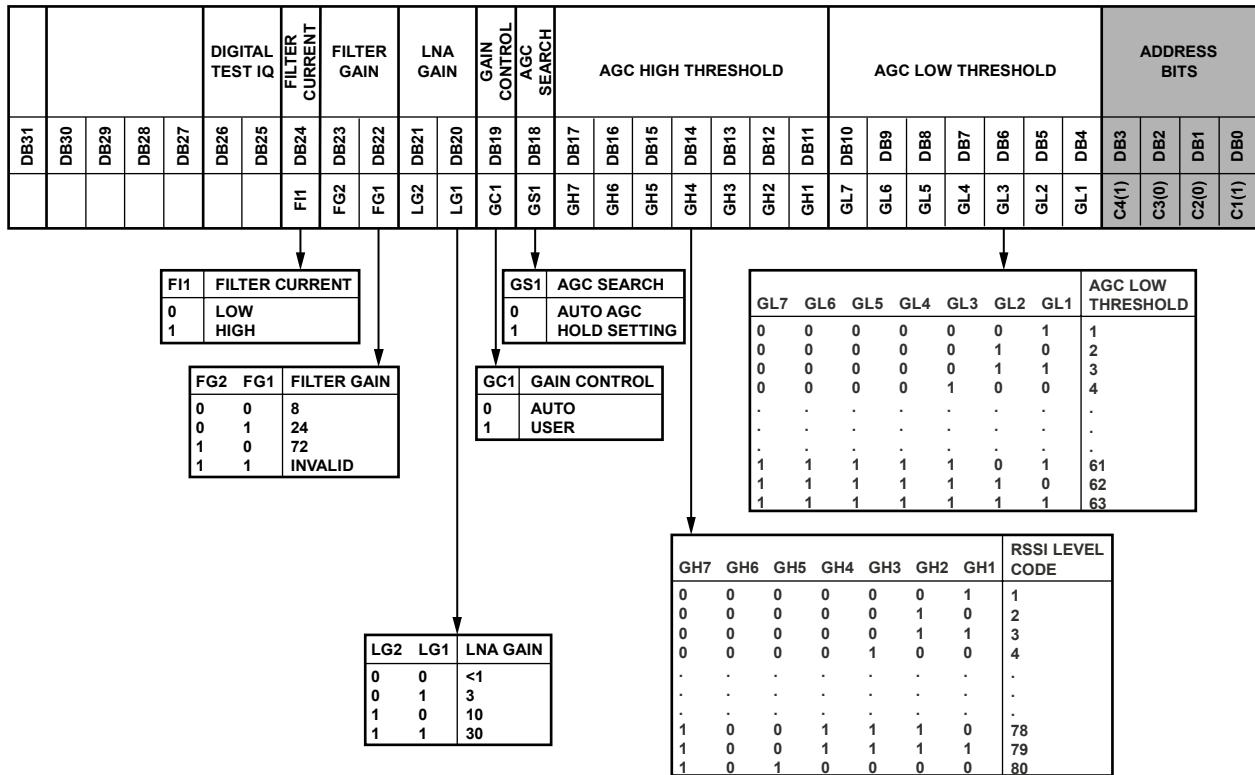 DIGITAL TEST IQ
FILTER CURRENT
FILTER GAIN
LNA GAIN
GAIN CONTROL
AGC SEARCH
AGC HIGH THRESHOLD
AGC LOW THRESHOLD
ADDRESS BITS
DB31 DB30 DB29 DB28 DB27 DB26 DB25 DB24 DB23 DB22 DB21 DB20 DB19 DB18 DB17 DB16 DB15 DB14 DB13 DB12 DB11 DB10 DB9 DB8 DB7 DB6 DB5 DB4 DB3 DB2 DB1 DB0
FI1 FG2 FG1 LG2 LG1 GC1 GS1 GH7 GH6 GH5 GH4 GH3 GH2 GH1 GL7 GL6 GL5 GL4 GL3 GL2 GL1 C4(1) C3(0) C2(0) C1(1)
FI1 FILTER CURRENT
0 LOW
1 HIGH
GS1 AGC SEARCH
0 AUTO AGC
1 HOLD SETTING
GL7 GL6 GL5 GL4 GL3 GL2 GL1 AGC LOW THRESHOLD
0 0 0 0 0 0 1 1
0 0 0 0 0 1 0 2
0 0 0 0 0 1 1 3
0 0 0 0 1 0 0 4
. . . . . . . .
. . . . . . . .
. . . . . . . .
1 1 1 1 1 0 1 61
1 1 1 1 1 1 0 62
1 1 1 1 1 1 1 63
FG2 FG1 FILTER GAIN
0 0 8
0 1 24
1 0 72
1 1 INVALID
GC1 GAIN CONTROL
0 AUTO
1 USER
GH7 GH6 GH5 GH4 GH3 GH2 GH1 RSSI LEVEL CODE
0 0 0 0 0 0 1 1
0 0 0 0 0 1 0 2
0 0 0 0 0 1 1 3
0 0 0 0 1 0 0 4
. . . . . . . .
. . . . . . . .
. . . . . . . .
1 0 0 1 1 1 0 78
1 0 0 1 1 1 1 79
1 0 1 0 0 0 0 80
LG2 LG1 LNA GAIN
0 0 <1
0 1 3
1 0 10
1 1 30